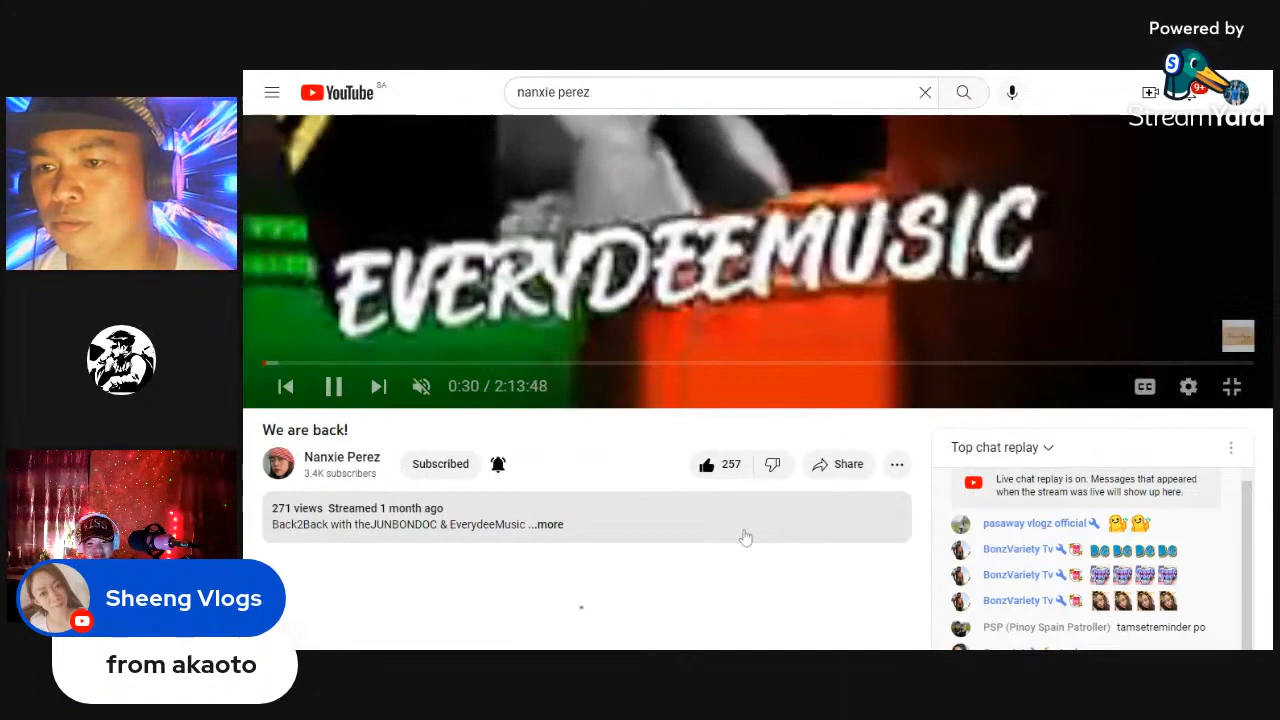 Powered by
StreamYard
YouTube SA
nanxie perez
9+
EVERYDEEMUSIC
0:30 / 2:13:48
CC
We are back!
Nanxie Perez
3.4K subscribers
Subscribed
257
Share
271 views Streamed 1 month ago
Back2Back with theJUNBONDOC & EverydeeMusic ...more
Top chat replay
Live chat replay is on. Messages that appeared
when the stream was live will show up here.
pasaway vlogz official
BonzVariety Tv
BonzVariety Tv
BonzVariety Tv
PSP (Pinoy Spain Patroller) tamsetreminder po
Sheeng Vlogs
from akaoto